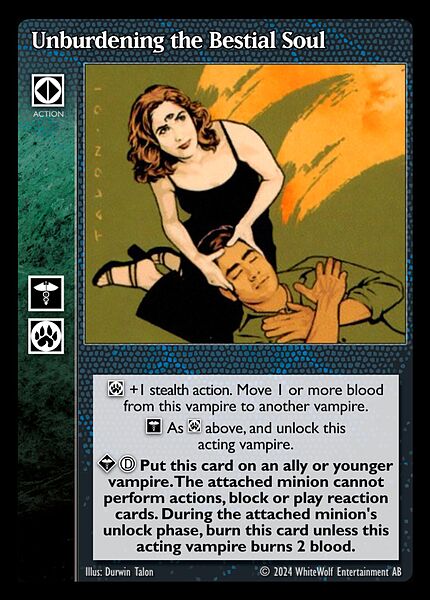 Unburdening the Bestial Soul
ACTION
TALON.01
+1 stealth action. Move 1 or more blood
from this vampire to another vampire.
As above, and unlock this
acting vampire.
D Put this card on an ally or younger
vampire. The attached minion cannot
perform actions, block or play reaction
cards. During the attached minion's
unlock phase, burn this card unless this
acting vampire burns 2 blood.
Illus: Durwin Talon
© 2024 WhiteWolf Entertainment AB